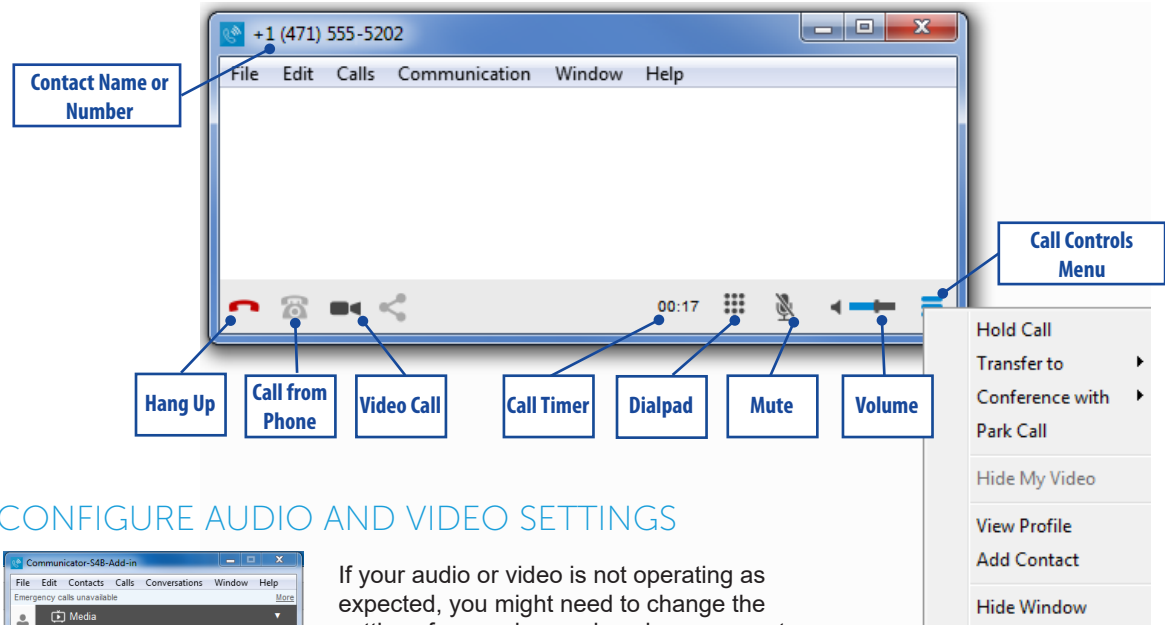 +1 (471) 555-5202
Contact Name or
Number
File Edit Calls Communication Window Help
Call Controls
Menu
00:17
Hang Up
Call from
Phone
Video Call
Call Timer
Dialpad
Mute
Volume
Hold Call
Transfer to
Conference with
Park Call
Hide My Video
View Profile
Add Contact
Hide Window
CONFIGURE AUDIO AND VIDEO SETTINGS
Communicator-S4B-Add-in
File Edit Contacts Calls Conversations Window Help
Emergency calls unavailable More
Media
If your audio or video is not operating as
expected, you might need to change the